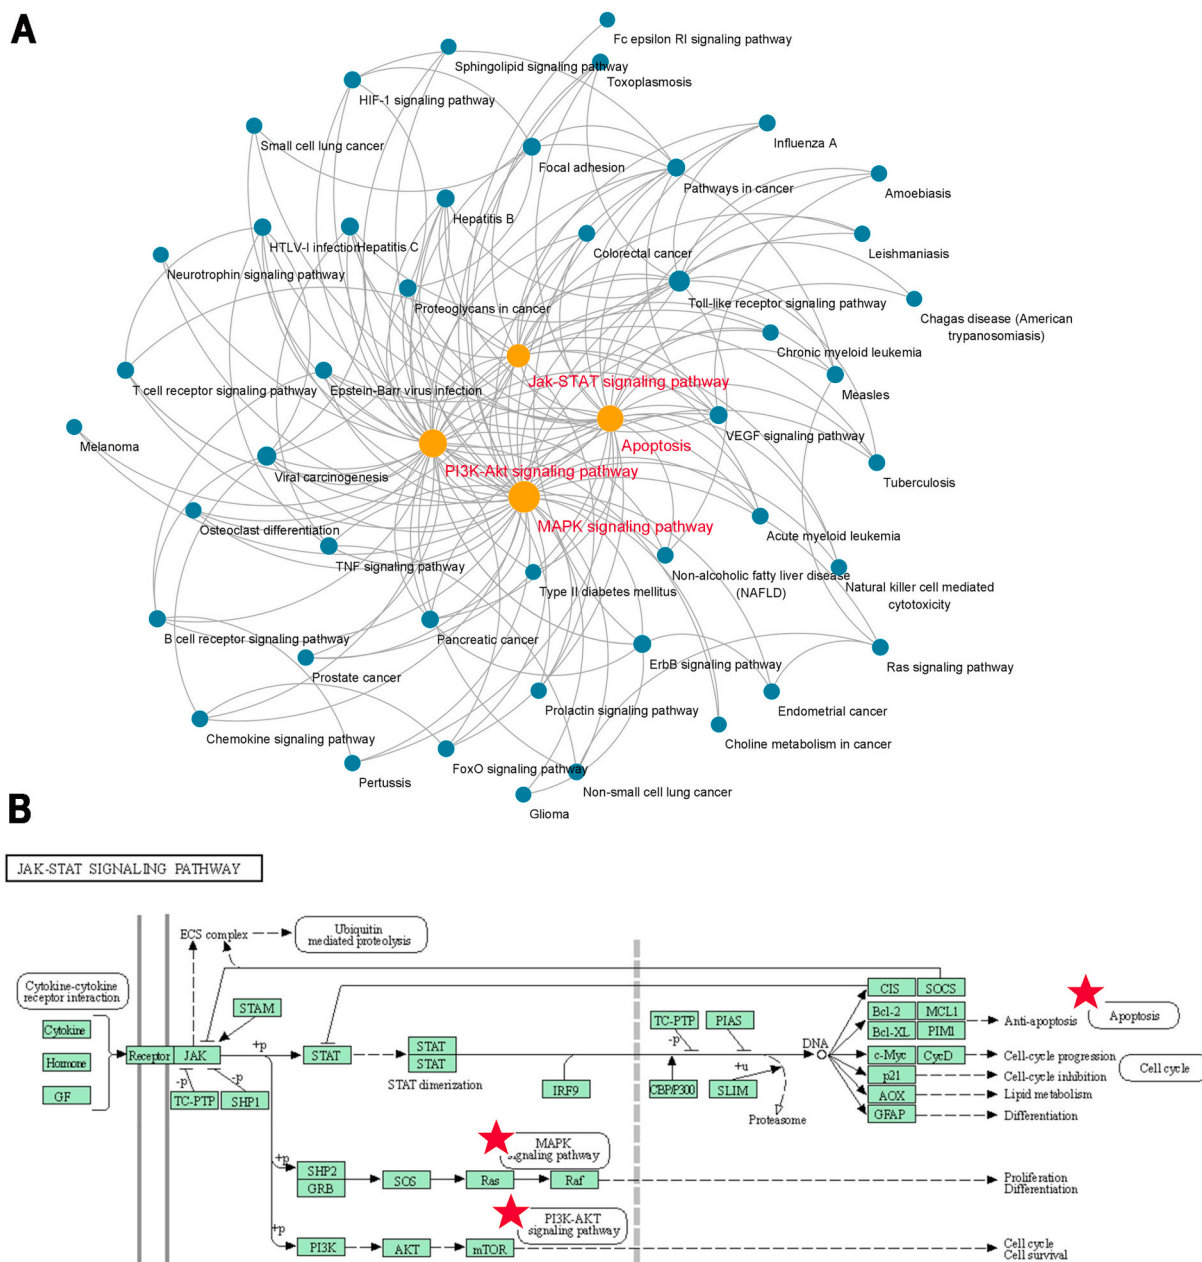 A
Fc epsilon RI signaling pathway
Sphingolipid signaling pathway
Toxoplasmosis
HIF-1 signaling pathway
Small cell lung cancer
Influenza A
Focal adhesion
Pathways in cancer
Amoebiasis
Hepatitis B
HTLV-I infection
Hepatitis C
Colorectal cancer
Leishmaniasis
Neurotrophin signaling pathway
Proteoglycans in cancer
Toll-like receptor signaling pathway
Chagas disease (American
trypanosomiasis)
Chronic myeloid leukemia
Jak-STAT signaling pathway
T cell receptor signaling pathway
Epstein-Barr virus infection
Measles
Melanoma
Apoptosis
VEGF signaling pathway
Viral carcinogenesis
PI3K-Akt signaling pathway
Tuberculosis
Osteoclast differentiation
MAPK signaling pathway
Acute myeloid leukemia
TNF signaling pathway
Type II diabetes mellitus
Non-alcoholic fatty liver disease
(NAFLD)
Natural killer cell mediated
cytotoxicity
B cell receptor signaling pathway
Pancreatic cancer
ErbB signaling pathway
Ras signaling pathway
Prostate cancer
Prolactin signaling pathway
Endometrial cancer
Chemokine signaling pathway
Choline metabolism in cancer
Pertussis
FoxO signaling pathway
Non-small cell lung cancer
Glioma
B
JAK-STAT SIGNALING PATHWAY
ECS complex
Ubiquitin
mediated proteolysis
Cytokine-cytokine
receptor interaction
Cytokine
Hormone
GF
Receptor
JAK
STAM
TC-PTP
SHP1
-p
-p
+p
STAT
STAT
STAT
STAT dimerization
IRF9
TC-PTP
PIAS
-p
+u
CBP/P300
SLIM
Proteasome
DNA
CIS
SOCS
Bcl-2
MCL1
Bcl-XL
PIM1
c-Myc
CycD
p21
AOX
GFAP
Anti-apoptosis
Apoptosis
Cell-cycle progression
Cell-cycle inhibition
Cell cycle
Lipid metabolism
Differentiation
+p
SHP2
GRB
SOS
Ras
Raf
MAPK
signaling pathway
Proliferation
Differentiation
+p
PI3K
AKT
mTOR
PI3K-AKT
signaling pathway
Cell cycle
Cell survival